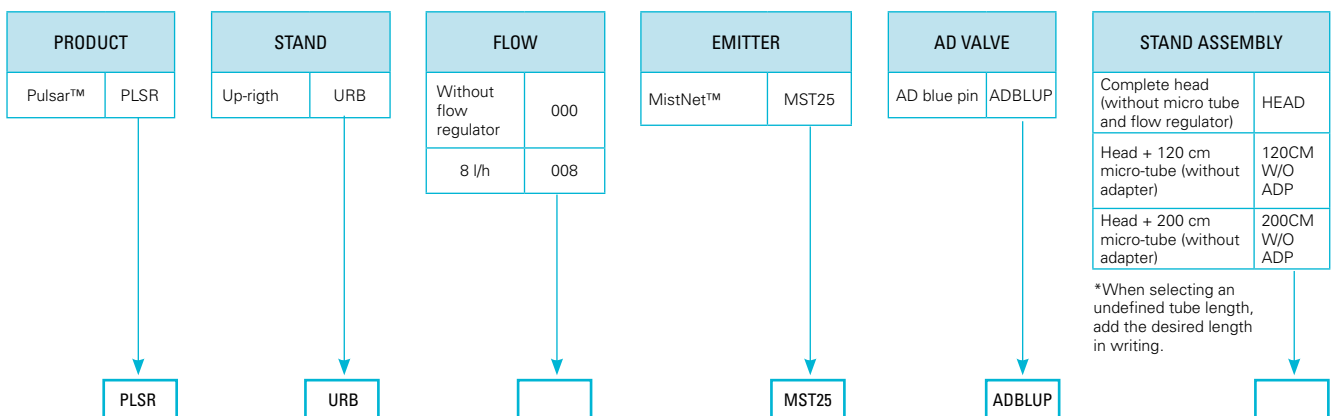 PRODUCT
Pulsar™ PLSR
STAND
Up-rigth URB
FLOW
Without
flow
regulator
000
8 l/h 008
EMITTER
MistNet™ MST25
AD VALVE
AD blue pin ADBLUP
STAND ASSEMBLY
Complete head
(without micro tube
and flow regulator)
HEAD
Head + 120 cm
micro-tube (without
adapter)
120CM
W/O
ADP
Head + 200 cm
micro-tube (without
adapter)
200CM
W/O
ADP
*When selecting an
undefined tube length,
add the desired length
in writing.
PLSR
URB
MST25
ADBLUP